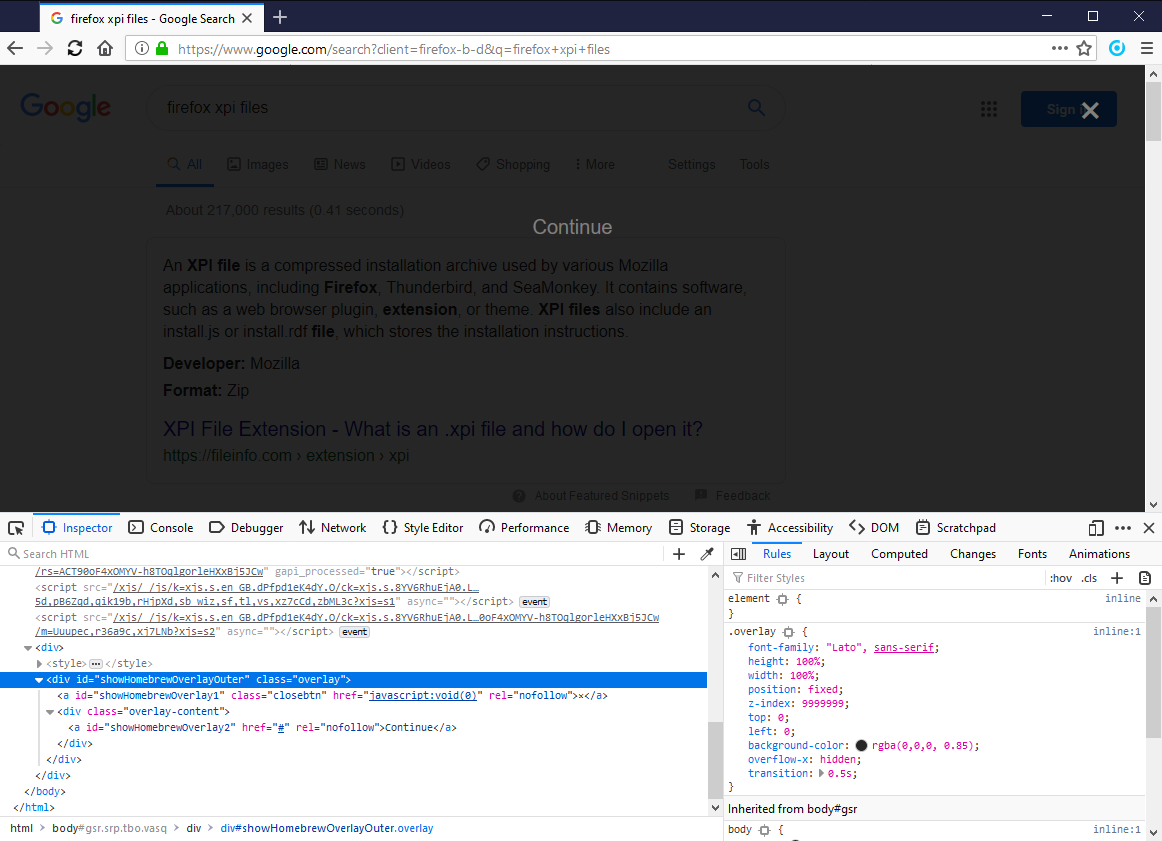 firefox xpi files - Google Search
https://www.google.com/search?client=firefox-b-d&q=firefox+xpi+files
Google
firefox xpi files
Sign
All
Images
News
Videos
Shopping
More
Settings
Tools
About 217,000 results (0.41 seconds)
Continue
An XPI file is a compressed installation archive used by various Mozilla
applications, including Firefox, Thunderbird, and SeaMonkey. It contains software,
such as a web browser plugin, extension, or theme. XPI files also include an
install.js or install.rdf file, which stores the installation instructions.
Developer: Mozilla
Format: Zip
XPI File Extension - What is an .xpi file and how do I open it?
https://fileinfo.com › extension › xpi
About Featured Snippets
Feedback
Inspector
Console
Debugger
Network
Style Editor
Performance
Memory
Storage
Accessibility
DOM
Scratchpad
Search HTML
/rs=ACT90oF4xOMYV-h8TOqlgorleHXxBj5JCw" gapi_processed="true"></script>
<script src="/xjs/_/js/k=xjs.s.en_GB.dPfpd1eK4dY.O/ck=xjs.s.8YV6RhuEjA0.L…
5d,pB6Zqd,qik19b,rHjpXd,sb_wiz,sf,tl,vs,xz7cCd,zbML3c?xjs=s1" async=""></script> event
<script src="/xjs/_/js/k=xjs.s.en_GB.dPfpd1eK4dY.O/ck=xjs.s.8YV6RhuEjA0.L…0oF4xOMYV-h8TOqlgorleHXxBj5JCw
/m=Uuupec,r36a9c,xj7LNb?xjs=s2" async=""></script> event
<div>
<style>…</style>
<div id="showHomebrewOverlayOuter" class="overlay">
<a id="showHomebrewOverlay1" class="closebtn" href="javascript:void(0)" rel="nofollow">×</a>
<div class="overlay-content">
<a id="showHomebrewOverlay2" href="#" rel="nofollow">Continue</a>
</div>
</div>
</div>
</body>
</html>
html › body#gsr.srp.tbo.vasq › div › div#showHomebrewOverlayOuter.overlay
Rules
Layout
Computed
Changes
Fonts
Animations
Filter Styles
:hov .cls
element { inline
}
.overlay { inline:1
font-family: "Lato", sans-serif;
height: 100%;
width: 100%;
position: fixed;
z-index: 9999999;
top: 0;
left: 0;
background-color: rgba(0,0,0, 0.85);
overflow-x: hidden;
transition: 0.5s;
}
Inherited from body#gsr
body { inline:1